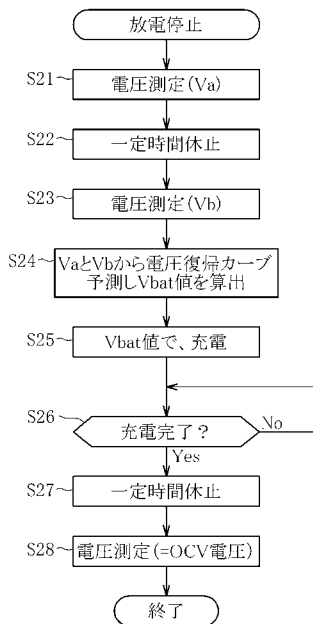 放電停止
S21 電圧測定(Va)
S22 一定時間休止
S23 電圧測定(Vb)
S24 VaとVbから電圧復帰カーブ
予測しVbat値を算出
S25 Vbat値で、充電
S26 充電完了？ No
Yes
S27 一定時間休止
S28 電圧測定(=OCV電圧)
終了